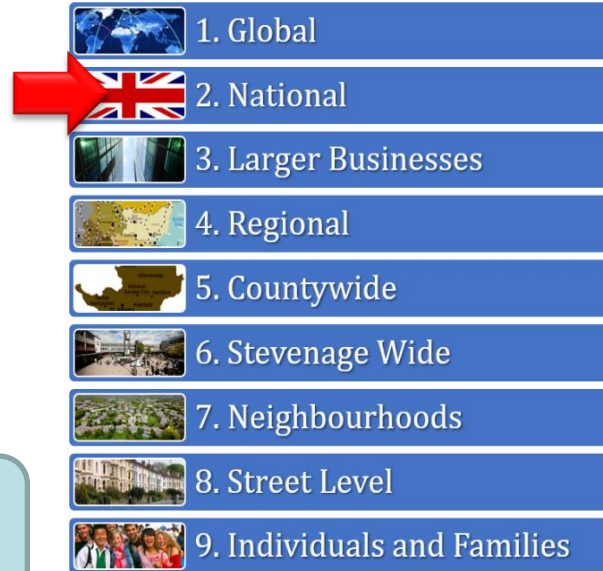 1. Global
2. National
3. Larger Businesses
4. Regional
5. Countywide
6. Stevenage Wide
7. Neighbourhoods
8. Street Level
9. Individuals and Families